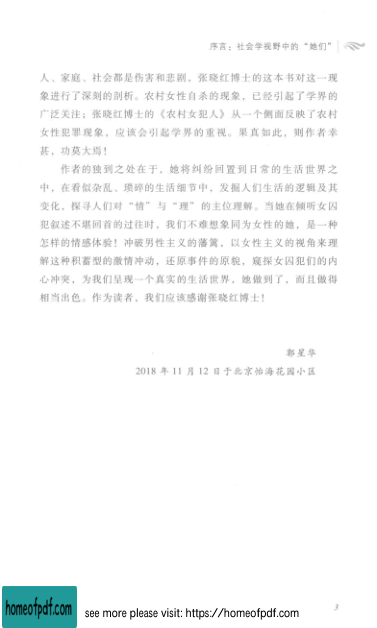 序言：社会学视野中的“她们”
人、家庭、社会都是伤害和悲剧，张晓红博士的这本书对这一现
象进行了深刻的剖析。农村女性自杀的现象，已经引起了学界的
广泛关注；张晓红博士的《农村女犯人》从一个侧面反映了农村
女性犯罪现象，应该会引起学界的重视。果真如此，则作者幸
甚，功莫大焉！
作者的独到之处在于，她将纠纷回置到日常的生活世界之
中，在看似杂乱、琐碎的生活细节中，发掘人们生活的逻辑及其
变化，探寻人们对“情”与“理”的主位理解。当她在倾听女囚
犯叙述不堪回首的过往时，我们不难想象同为女性的她，是一种
怎样的情感体验！冲破男性主义的藩篱，以女性主义的视角来理
解这种积蓄型的激情冲动，还原事件的原貌，窥探女囚犯们的内
心冲突，为我们呈现一个真实的生活世界，她做到了，而且做得
相当出色。作为读者，我们应该感谢张晓红博士！
郭星华
2018 年 11 月 12 日于北京怡海花园小区
3
homeofpdf.com
see more please visit: https://homeofpdf.com